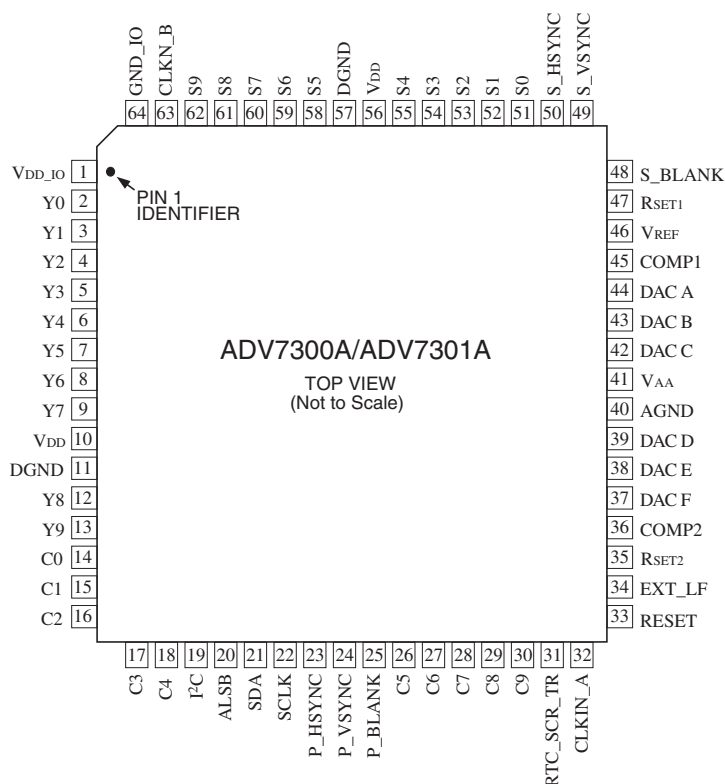 GND_IO
CLKN_B
S9
S8
S7
S6
S5
DGND
VDD
S4
S3
S2
S1
S0
S_HSYNC
S_VSYNC
64 63 62 61 60 59 58 57 56 55 54 53 52 51 50 49
VDD_IO 1
Y0 2
Y1 3
Y2 4
Y3 5
Y4 6
Y5 7
Y6 8
Y7 9
VDD 10
DGND 11
Y8 12
Y9 13
C0 14
C1 15
C2 16
PIN 1
IDENTIFIER
ADV7300A/ADV7301A
TOP VIEW
(Not to Scale)
48 S_BLANK
47 RSET1
46 VREF
45 COMP1
44 DAC A
43 DAC B
42 DAC C
41 VAA
40 AGND
39 DAC D
38 DAC E
37 DAC F
36 COMP2
35 RSET2
34 EXT_LF
33 RESET
17 18 19 20 21 22 23 24 25 26 27 28 29 30 31 32
C3
C4
I²C
ALSB
SDA
SCLK
P_HSYNC
P_VSYNC
P_BLANK
C5
C6
C7
C8
C9
RTC_SCR_TR
CLKIN_A